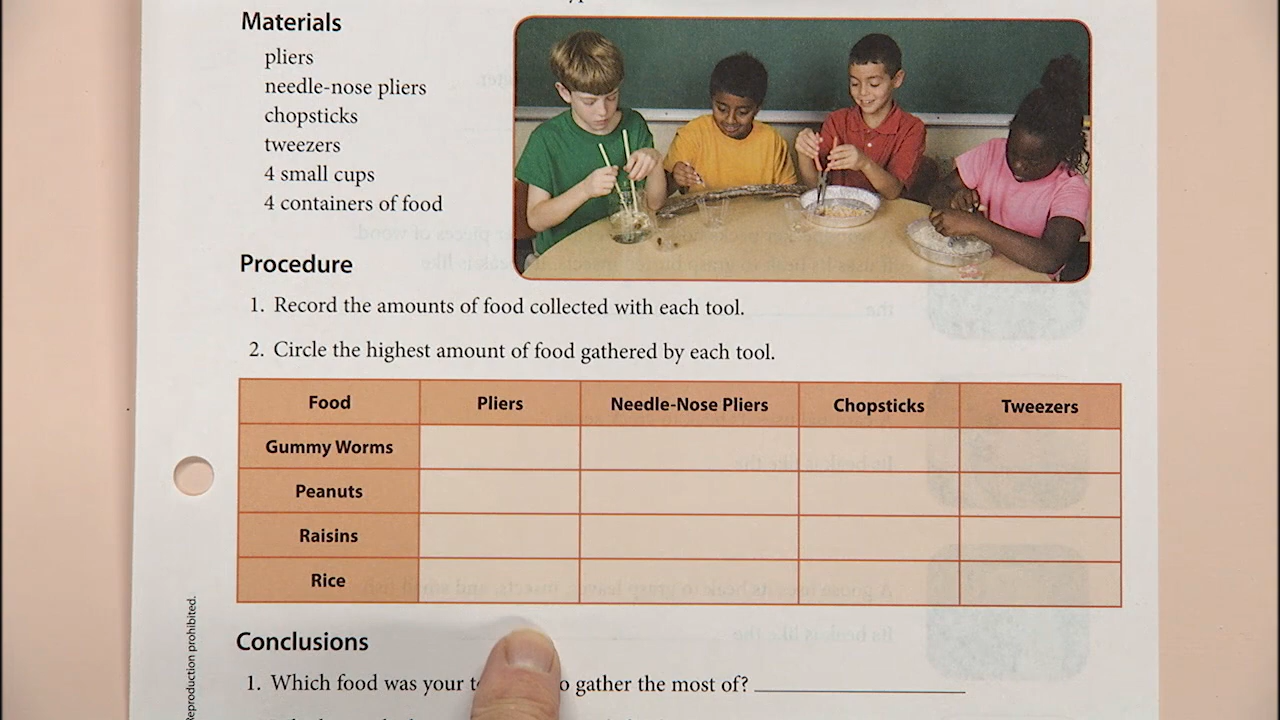 Materials
pliers
needle-nose pliers
chopsticks
tweezers
4 small cups
4 containers of food
Procedure
1. Record the amounts of food collected with each tool.
2. Circle the highest amount of food gathered by each tool.
Food Pliers Needle-Nose Pliers Chopsticks Tweezers
Gummy Worms
Peanuts
Raisins
Rice
Conclusions
1. Which food was your gather the most of?
Reproduction prohibited.